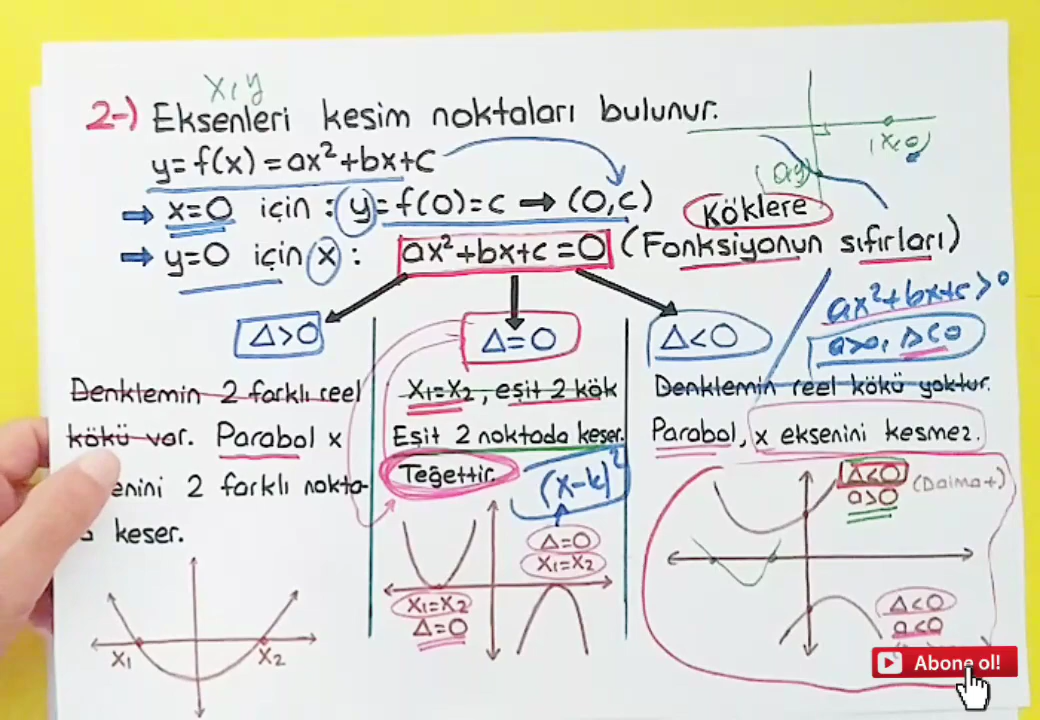 x, y
2-) Eksenleri kesim noktaları bulunur.
y=f(x)=ax²+bx+c
(x,0)
(0,y)
➡ x=0 için : y=f(0)=c → (0,c)
Köklere
➡ y=0 için x : ax²+bx+c=0 (Fonksiyonun sıfırları)
ax²+bx+c>0
a>0, Δ<0
Δ>0
Denklemin 2 farklı reel
kökü var. Parabol x
enini 2 farklı nokta-
keser.
X₁ X₂
Δ=0
X₁=X₂, eşit 2 kök
Eşit 2 noktada keser.
Teğettir.
(x-k)²
Δ=0
X₁=X₂
X₁=X₂
Δ=0
Δ<0
Denklemin reel kökü yoktur.
Parabol, x eksenini kesmez.
Δ<0
a>0
(Daima +)
Δ<0
a<0
Abone ol!